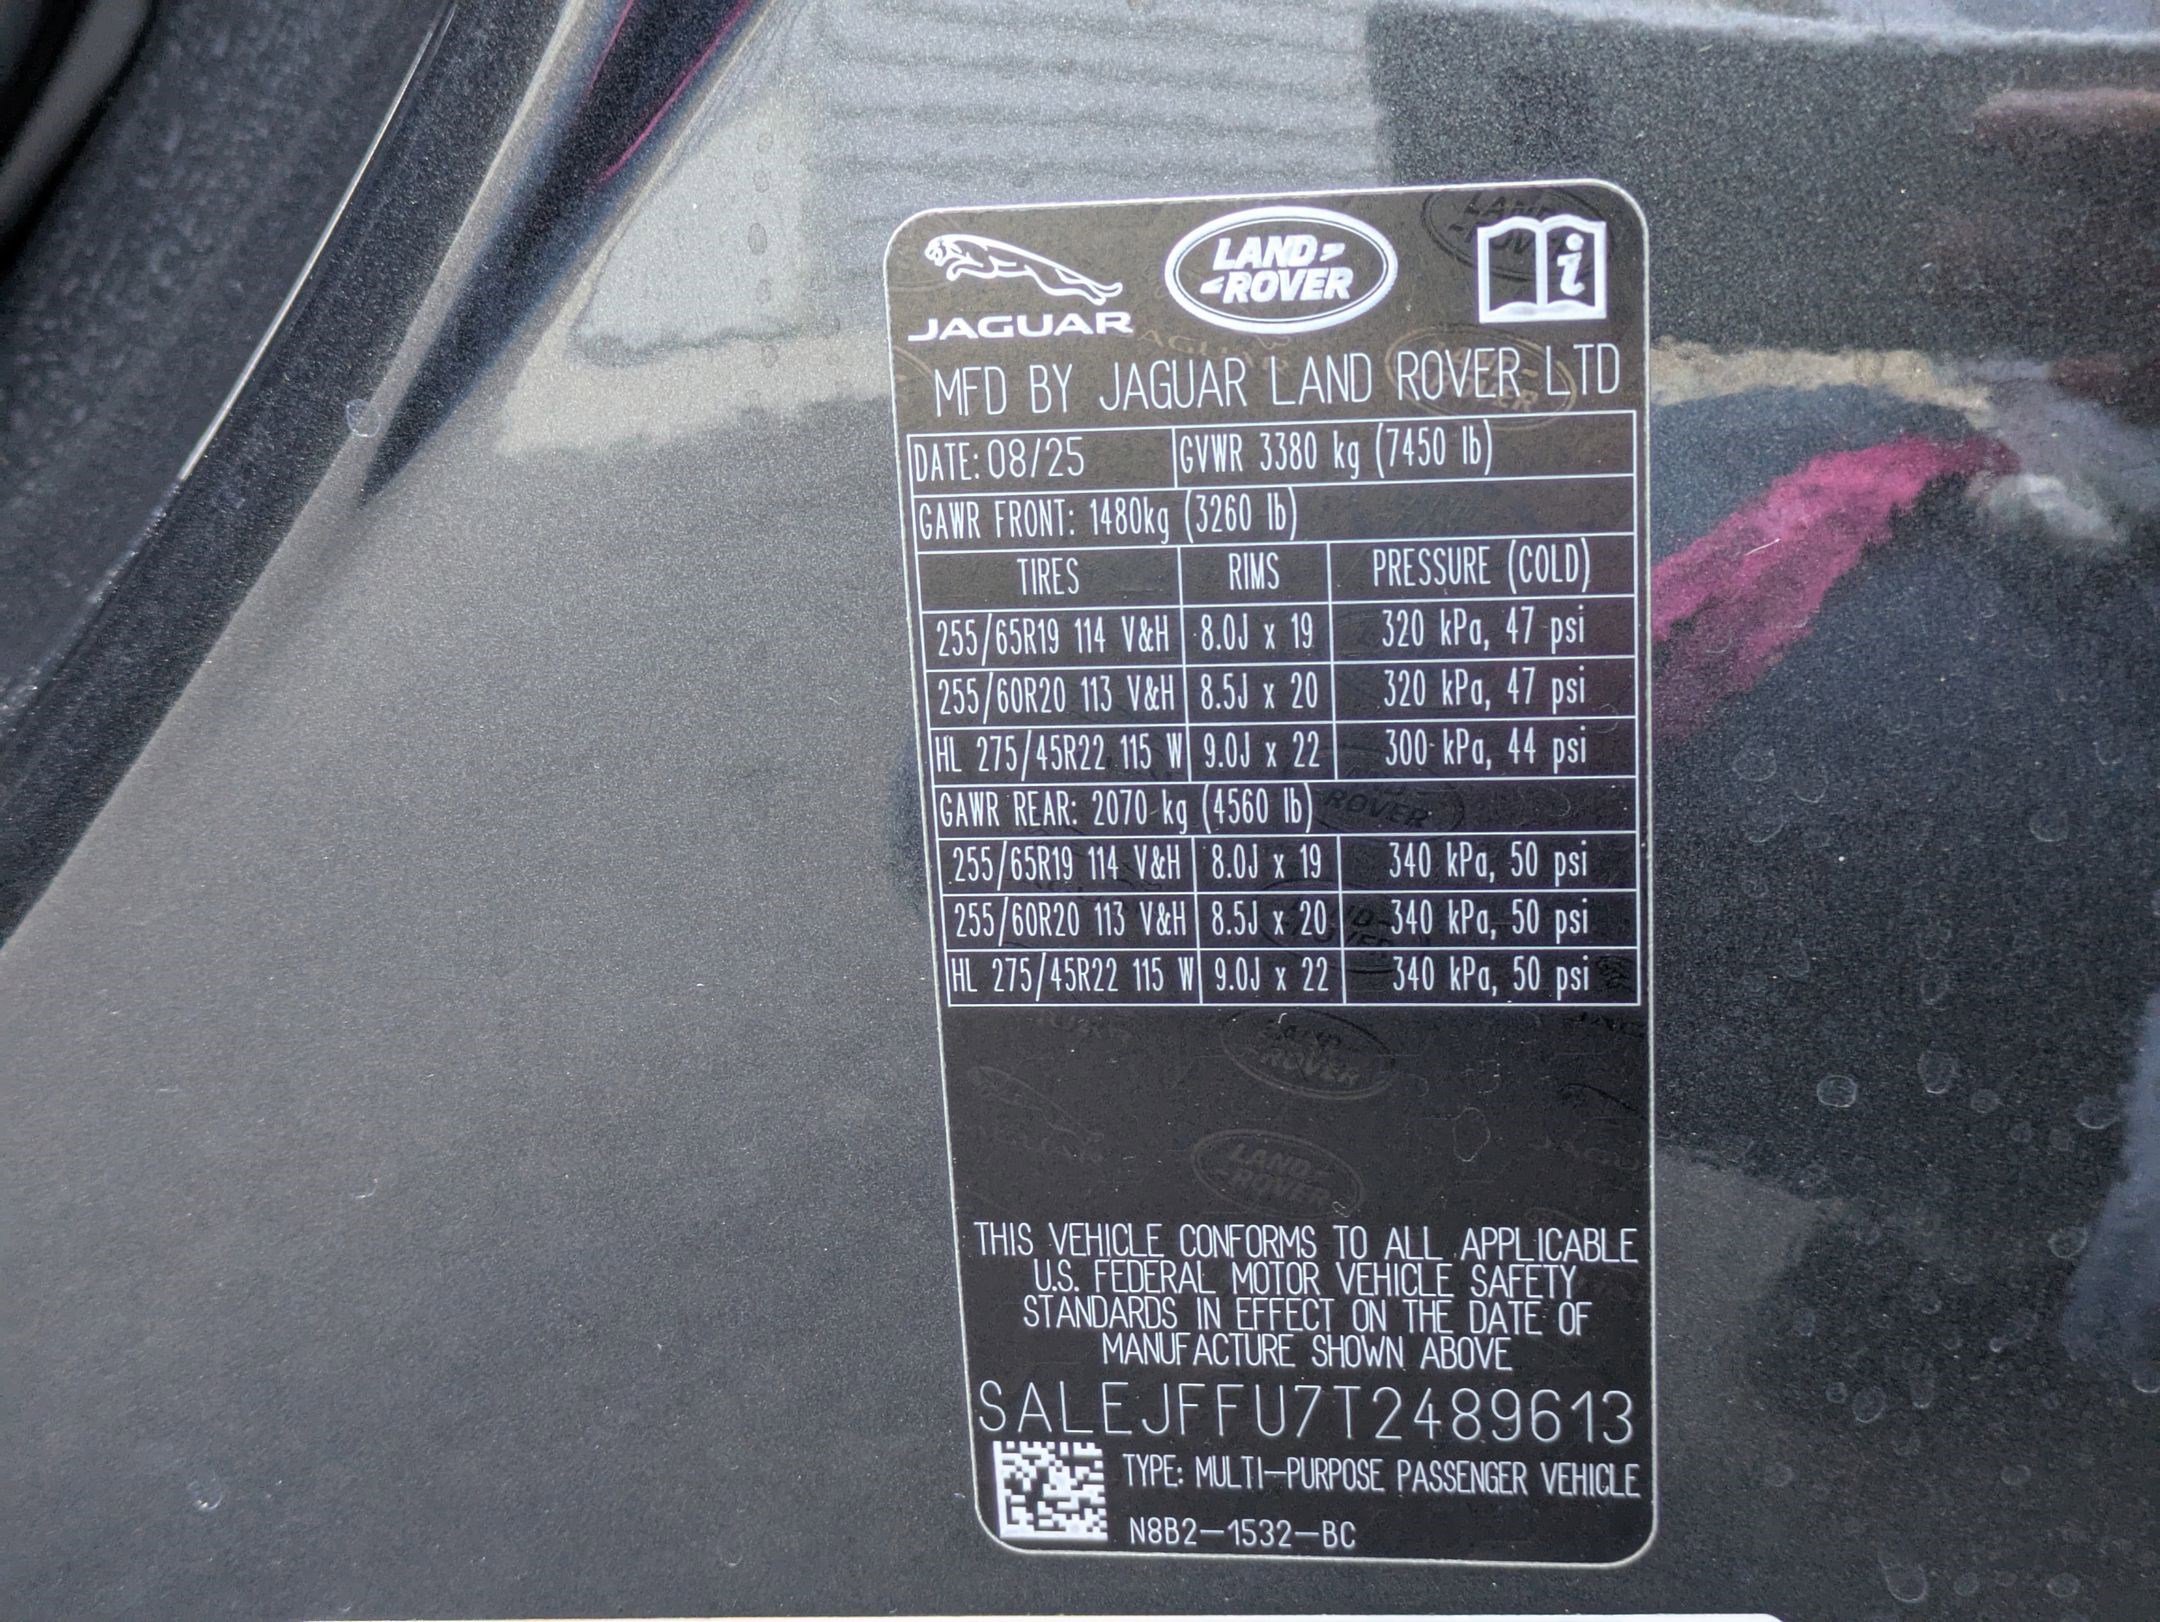 JAGUAR
LAND
ROVER
i
MFD BY JAGUAR LAND ROVER LTD
DATE: 08/25 GVWR 3380 kg (7450 lb)
GAWR FRONT: 1480kg (3260 lb)
TIRES RIMS PRESSURE (COLD)
255/65R19 114 V&H 8.0J x 19 320 kPa, 47 psi
255/60R20 113 V&H 8.5J x 20 320 kPa, 47 psi
HL 275/45R22 115 W 9.0J x 22 300 kPa, 44 psi
GAWR REAR: 2070 kg (4560 lb)
255/65R19 114 V&H 8.0J x 19 340 kPa, 50 psi
255/60R20 113 V&H 8.5J x 20 340 kPa, 50 psi
HL 275/45R22 115 W 9.0J x 22 340 kPa, 50 psi
LAND
ROVER
LAND
ROVER
THIS VEHICLE CONFORMS TO ALL APPLICABLE
U.S. FEDERAL MOTOR VEHICLE SAFETY
STANDARDS IN EFFECT ON THE DATE OF
MANUFACTURE SHOWN ABOVE
SALEJFFU7T2489613
TYPE: MULTI-PURPOSE PASSENGER VEHICLE
N8B2-1532-BC